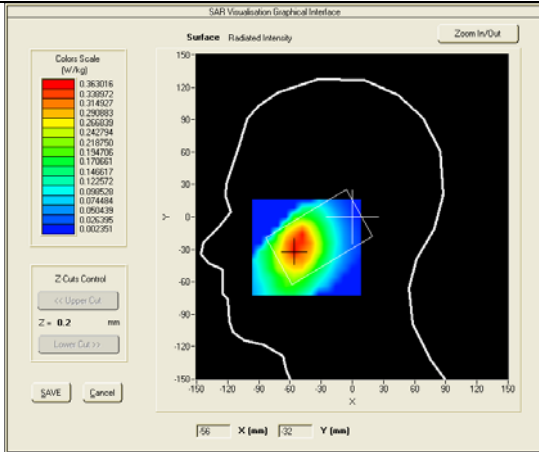 SAR Visualisation Graphical Interface
Surface Radiated Intensity
Zoom In/Out
Colors Scale
(W/kg)
0.363016
0.338972
0.314927
0.290883
0.266839
0.242794
0.218750
0.194706
0.170661
0.146617
0.122572
0.098528
0.074484
0.050439
0.026395
0.002351
Z Cuts Control
<< Upper Cut
Z = 0.2 mm
Lower Cut >>
SAVE Cancel
150
120
90
60
30
0
-30
-60
-90
-120
-150
Y
-150 -120 -90 -60 -30 0 30 60 90 120 150
X
-56 X (mm) -32 Y (mm)